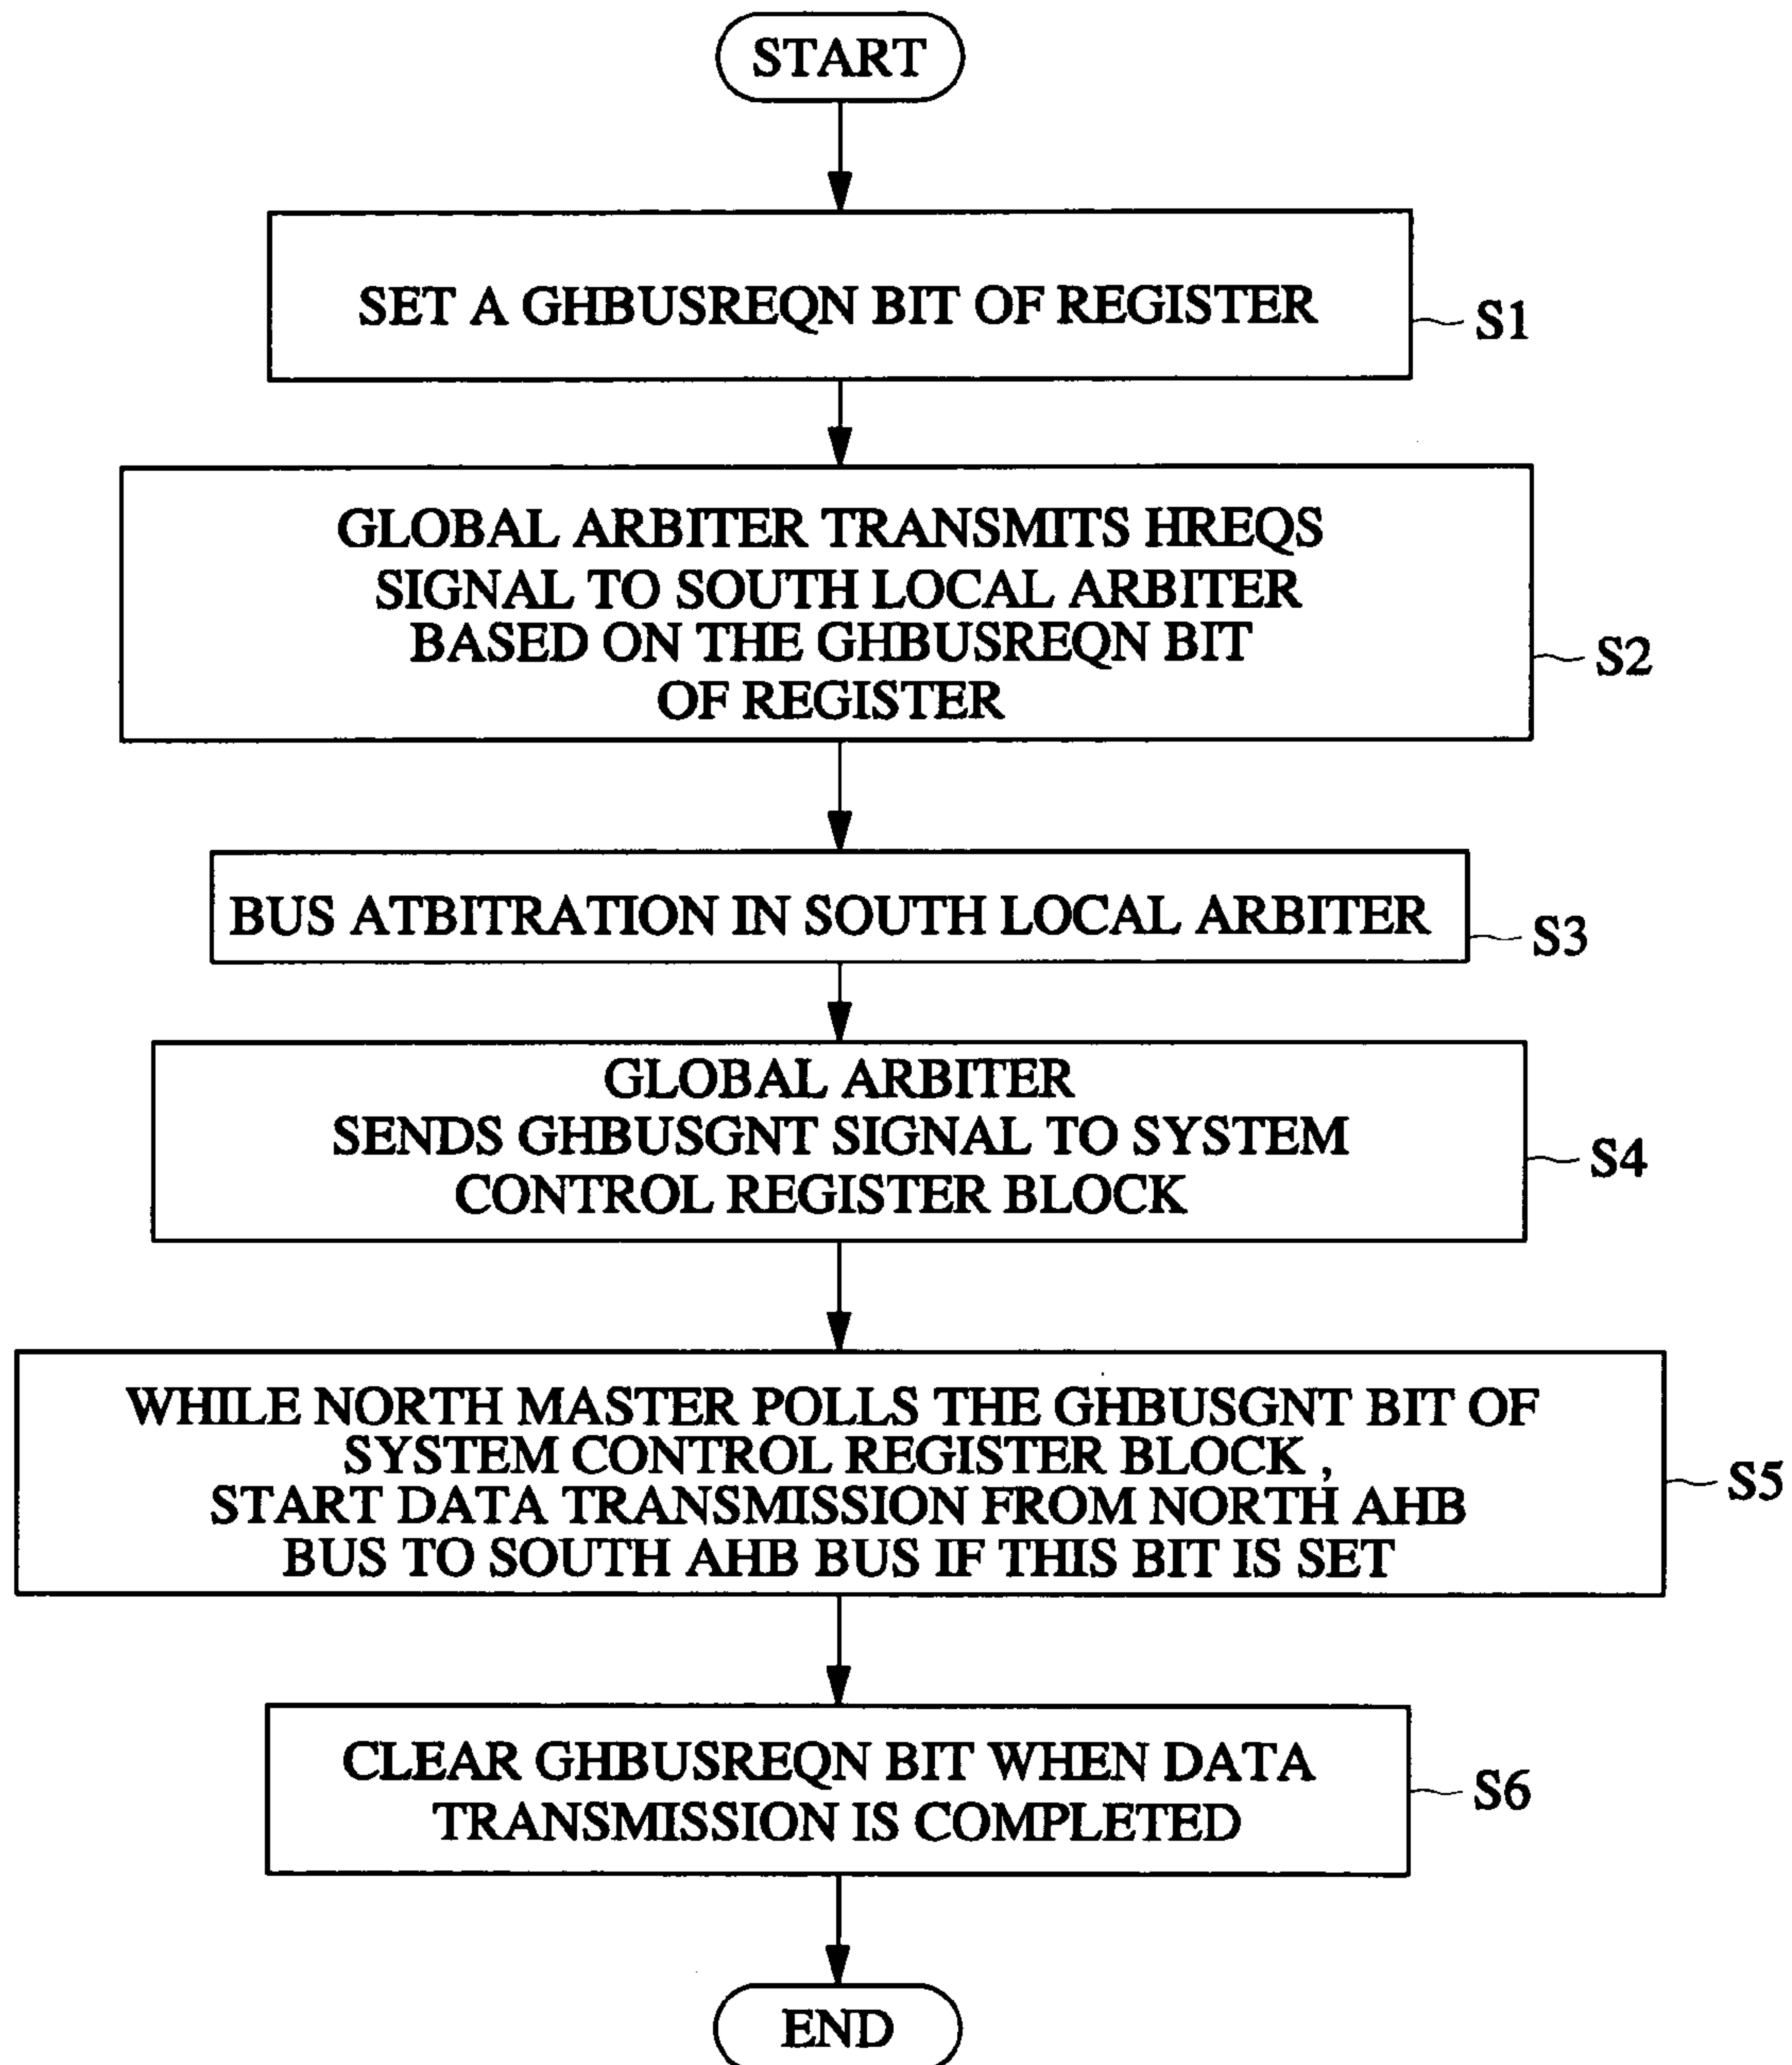 START
SET A GHBUSREQN BIT OF REGISTER
S1
GLOBAL ARBITER TRANSMITS HREQS
SIGNAL TO SOUTH LOCAL ARBITER
BASED ON THE GHBUSREQN BIT
OF REGISTER
S2
BUS ATBITRATION IN SOUTH LOCAL ARBITER
S3
GLOBAL ARBITER
SENDS GHBUSGNT SIGNAL TO SYSTEM
CONTROL REGISTER BLOCK
S4
WHILE NORTH MASTER POLLS THE GHBUSGNT BIT OF
SYSTEM CONTROL REGISTER BLOCK ,
START DATA TRANSMISSION FROM NORTH AHB
BUS TO SOUTH AHB BUS IF THIS BIT IS SET
S5
CLEAR GHBUSREQN BIT WHEN DATA
TRANSMISSION IS COMPLETED
S6
END